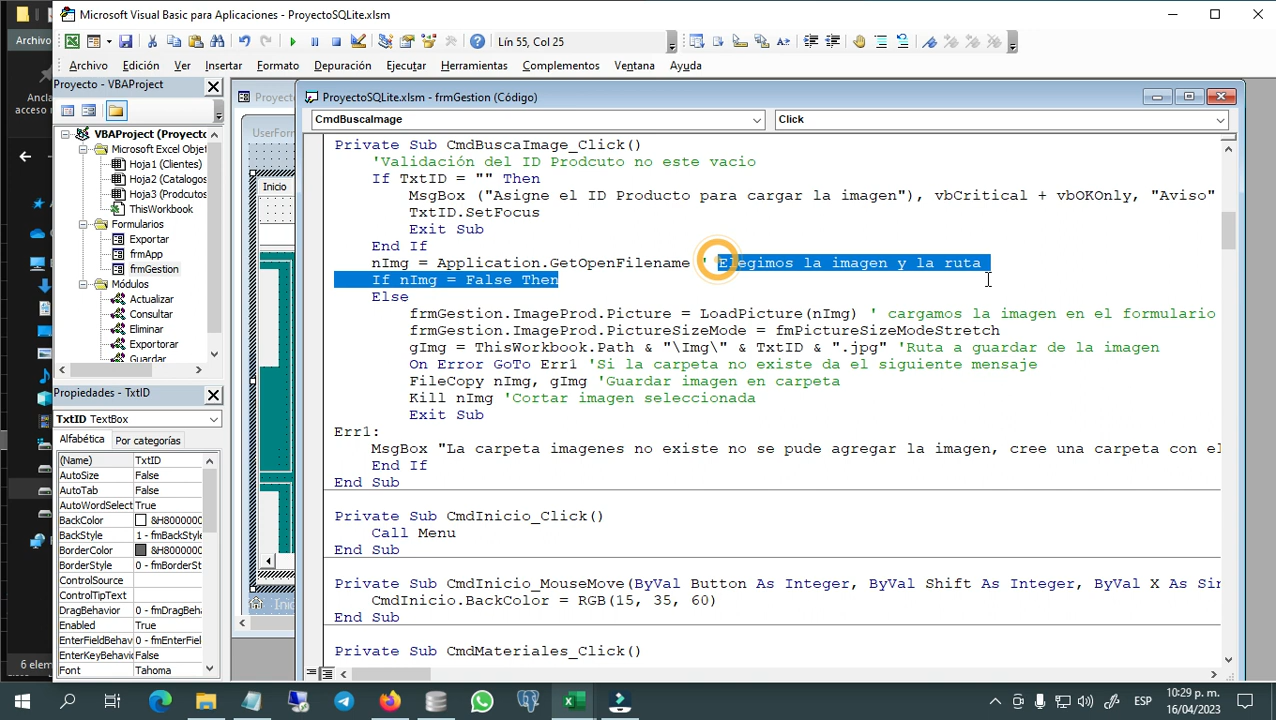 Microsoft Visual Basic para Aplicaciones - ProyectoSQLite.xlsm
Archivo
Lín 55, Col 25
Archivo Edición Ver Insertar Formato Depuración Ejecutar Herramientas Complementos Ventana Ayuda
Proyecto - VBAProject
VBAProject (Proyecto
Microsoft Excel Objet
Hoja1 (Clientes)
Hoja2 (Catalogos
Hoja3 (Produtos
ThisWorkbook
Formularios
Exportar
frmApp
frmGestion
Módulos
Actualizar
Consultar
Eliminar
Exportorar
Guardar
Propiedades - TxtID
TxtID TextBox
Alfabética Por categorías
(Name) TxtID
AutoSize False
AutoTab False
AutoWordSelect True
BackColor &H8000000
BackStyle 1 - fmBackSty
BorderColor &H8000000
BorderStyle 0 - fmBorderSt
ControlSource
ControlTipText
DragBehavior 0 - fmDragBeh
Enabled True
EnterFieldBehav 0 - fmEnterFiel
EnterKeyBehavi False
Font Tahoma
UserForm
Inicio
ProyectoSQLite.xlsm - frmGestion (Código)
CmdBuscaImage Click
Private Sub CmdBuscaImage_Click()
'Validación del ID Prodcuto no este vacio
If TxtID = "" Then
MsgBox ("Asigne el ID Producto para cargar la imagen"), vbCritical + vbOKOnly, "Aviso"
TxtID.SetFocus
Exit Sub
End If
nImg = Application.GetOpenFilename ' Elegimos la imagen y la ruta
If nImg = False Then
Else
frmGestion.ImageProd.Picture = LoadPicture(nImg) ' cargamos la imagen en el formulario
frmGestion.ImageProd.PictureSizeMode = fmPictureSizeModeStretch
gImg = ThisWorkbook.Path & "\Img\" & TxtID & ".jpg" 'Ruta a guardar de la imagen
On Error GoTo Err1 'Si la carpeta no existe da el siguiente mensaje
FileCopy nImg, gImg 'Guardar imagen en carpeta
Kill nImg 'Cortar imagen seleccionada
Exit Sub
Err1:
MsgBox "La carpeta imagenes no existe no se pude agregar la imagen, cree una carpeta con el
End If
End Sub
Private Sub CmdInicio_Click()
Call Menu
End Sub
Private Sub CmdInicio_MouseMove(ByVal Button As Integer, ByVal Shift As Integer, ByVal X As Sin
CmdInicio.BackColor = RGB(15, 35, 60)
End Sub
Private Sub CmdMateriales_Click()
6 elem
ESP
10:29 p. m.
16/04/2023